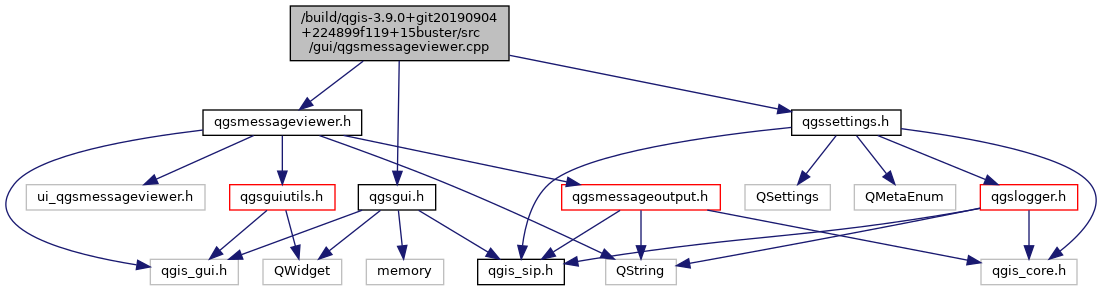 /build/qgis-3.9.0+git20190904
+224899f119+15buster/src
/gui/qgsmessageviewer.cpp
qgsmessageviewer.h
qgssettings.h
ui_qgsmessageviewer.h
qgsguiutils.h
qgsgui.h
qgsmessageoutput.h
QSettings
QMetaEnum
qgslogger.h
qgis_gui.h
QWidget
memory
qgis_sip.h
QString
qgis_core.h